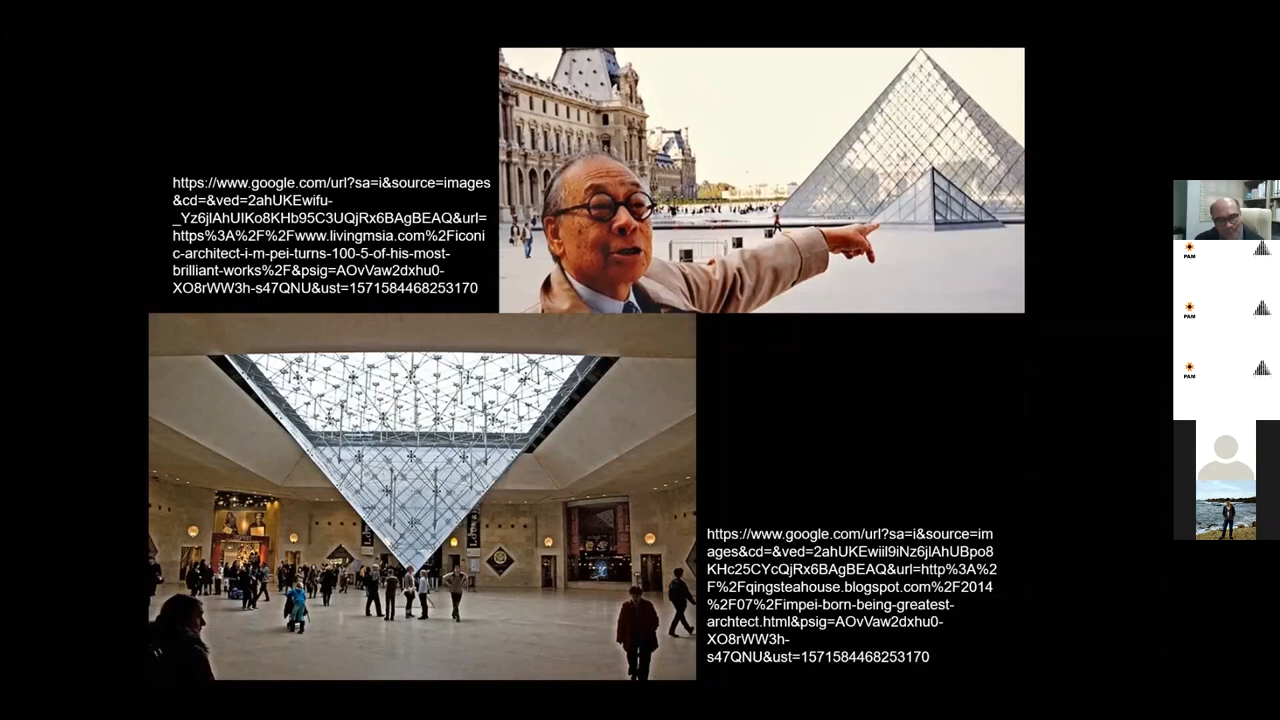 https://www.google.com/url?sa=i&source=images
&cd=&ved=2ahUKEwifu-
_Yz6jlAhUIKo8KHb95C3UQjRx6BAgBEAQ&url=
https%3A%2F%2Fwww.livingmsia.com%2Ficoni
c-architect-i-m-pei-turns-100-5-of-his-most-
brilliant-works%2F&psig=AOvVaw2dxhu0-
XO8rWW3h-s47QNU&ust=1571584468253170
https://www.google.com/url?sa=i&source=im
ages&cd=&ved=2ahUKEwiil9iNz6jlAhUBpo8
KHc25CYcQjRx6BAgBEAQ&url=http%3A%2
F%2Fqingsteahouse.blogspot.com%2F2014
%2F07%2Fimpei-born-being-greatest-
archtect.html&psig=AOvVaw2dxhu0-
XO8rWW3h-
s47QNU&ust=1571584468253170
PAM
PAM
PAM